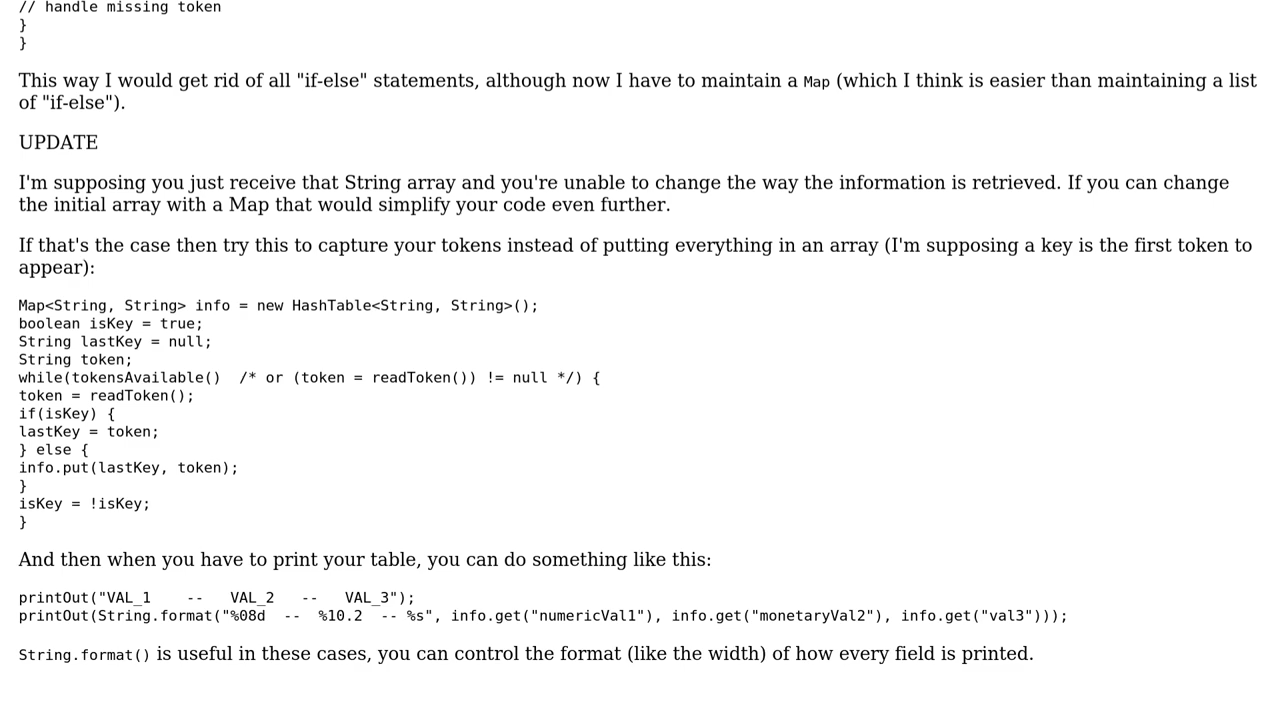 // handle missing token
}
}
This way I would get rid of all "if-else" statements, although now I have to maintain a Map (which I think is easier than maintaining a list
of "if-else").
UPDATE
I'm supposing you just receive that String array and you're unable to change the way the information is retrieved. If you can change
the initial array with a Map that would simplify your code even further.
If that's the case then try this to capture your tokens instead of putting everything in an array (I'm supposing a key is the first token to
appear):
Map<String, String> info = new HashTable<String, String>();
boolean isKey = true;
String lastKey = null;
String token;
while(tokensAvailable()  /* or (token = readToken()) != null */) {
token = readToken();
if(isKey) {
lastKey = token;
} else {
info.put(lastKey, token);
}
isKey = !isKey;
}
And then when you have to print your table, you can do something like this:
printOut("VAL_1    --   VAL_2   --   VAL_3");
printOut(String.format("%08d  --  %10.2  -- %s", info.get("numericVal1"), info.get("monetaryVal2"), info.get("val3")));
String.format() is useful in these cases, you can control the format (like the width) of how every field is printed.